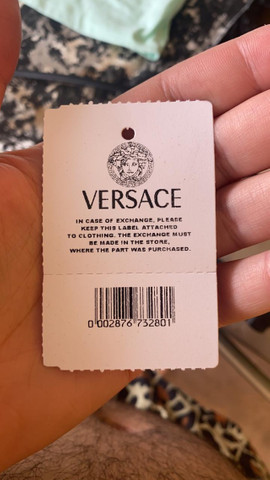 VERSACE
IN CASE OF EXCHANGE, PLEASE
KEEP THIS LABEL ATTACHED
TO CLOTHING. THE EXCHANGE MUST
BE MADE IN THE STORE,
WHERE THE PART WAS PURCHASED.
0 002876 732801